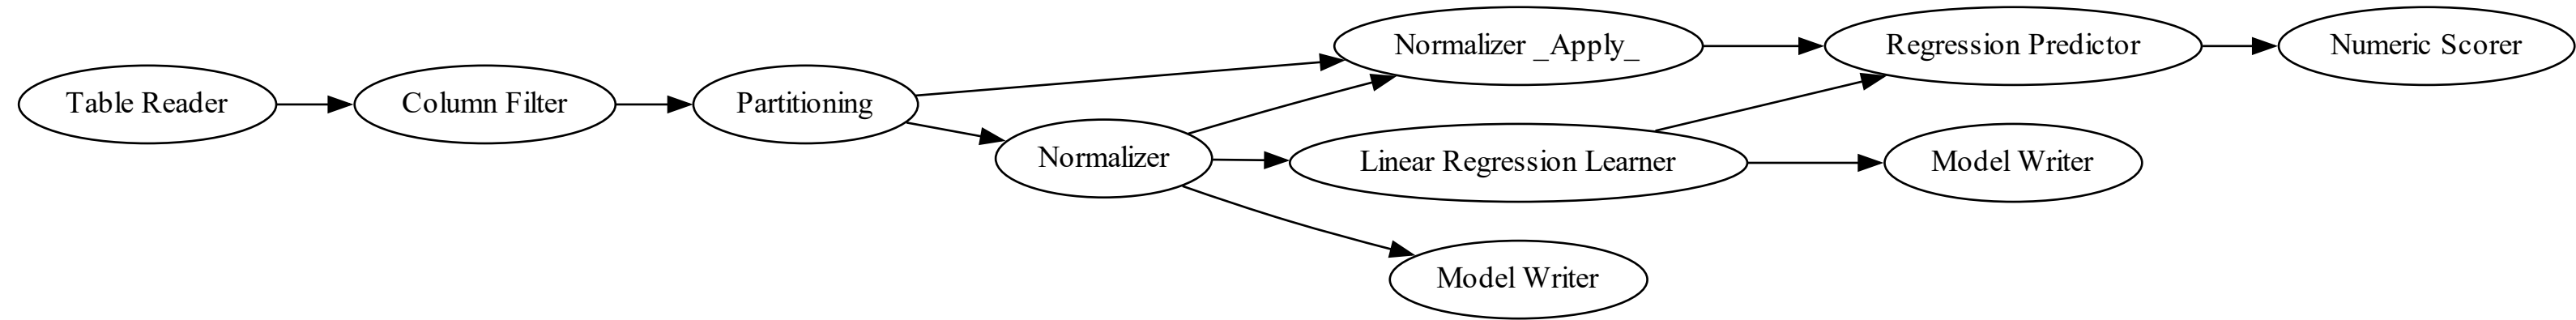 Table Reader
Column Filter
Partitioning
Normalizer
Normalizer _Apply_
Linear Regression Learner
Model Writer
Regression Predictor
Model Writer
Numeric Scorer